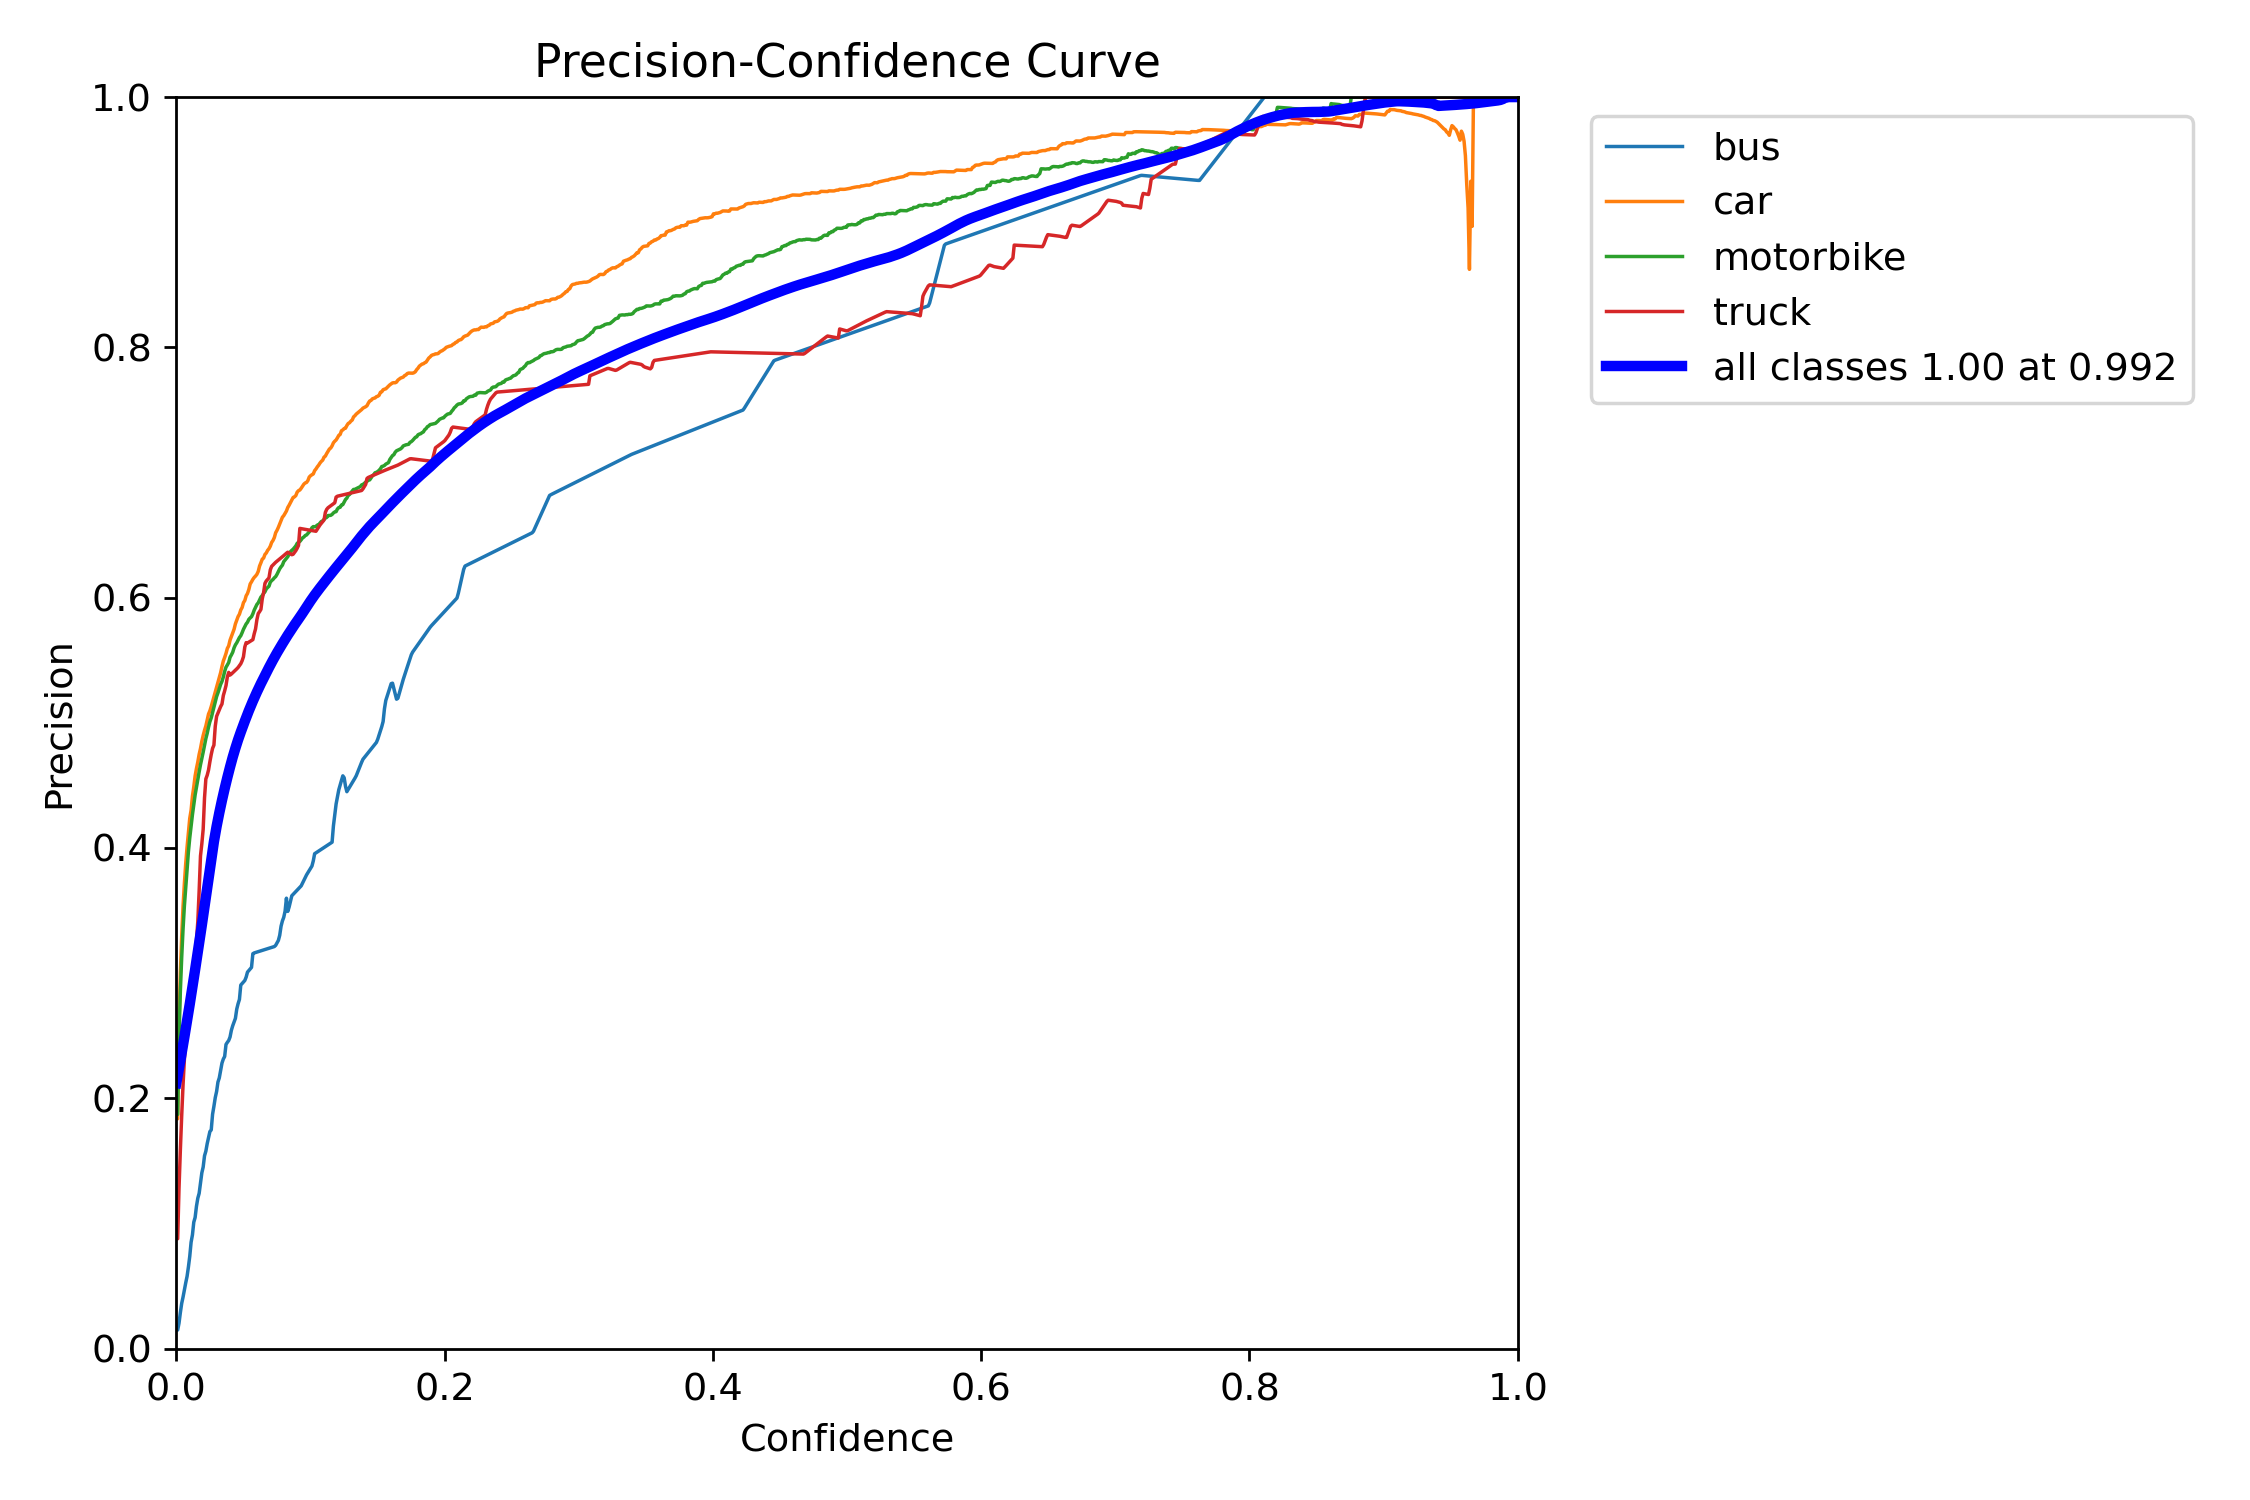 Precision-Confidence Curve
1.0
0.8
0.6
0.4
0.2
0.0
Precision
0.0 0.2 0.4 0.6 0.8 1.0
Confidence
bus
car
motorbike
truck
all classes 1.00 at 0.992